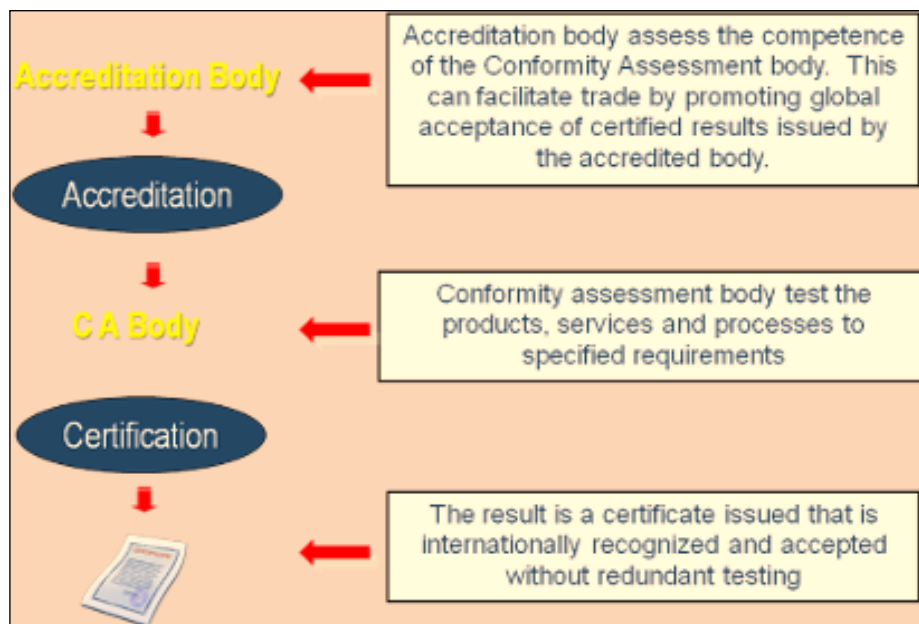 Accreditation Body
Accreditation body assess the competence
of the Conformity Assessment body. This
can facilitate trade by promoting global
acceptance of certified results issued by
the accredited body.
Accreditation
C A Body
Conformity assessment body test the
products, services and processes to
specified requirements
Certification
The result is a certificate issued that is
internationally recognized and accepted
without redundant testing